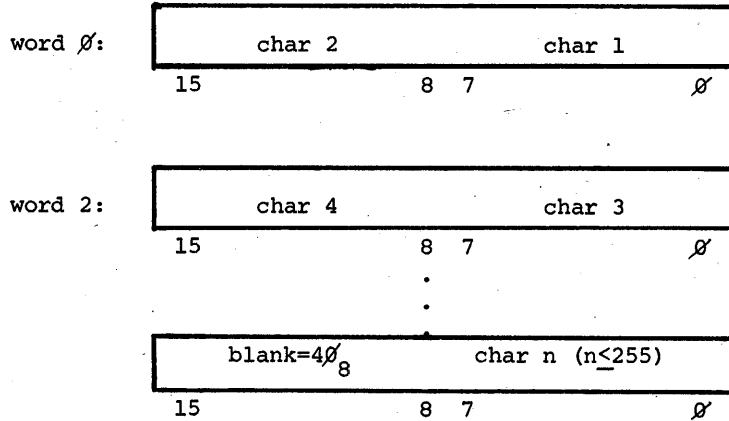 word Ø: char 2 char 1
15 8 7 Ø
word 2: char 4 char 3
15 8 7 Ø
blank=4Ø₈ char n (n≤255)
15 8 7 Ø